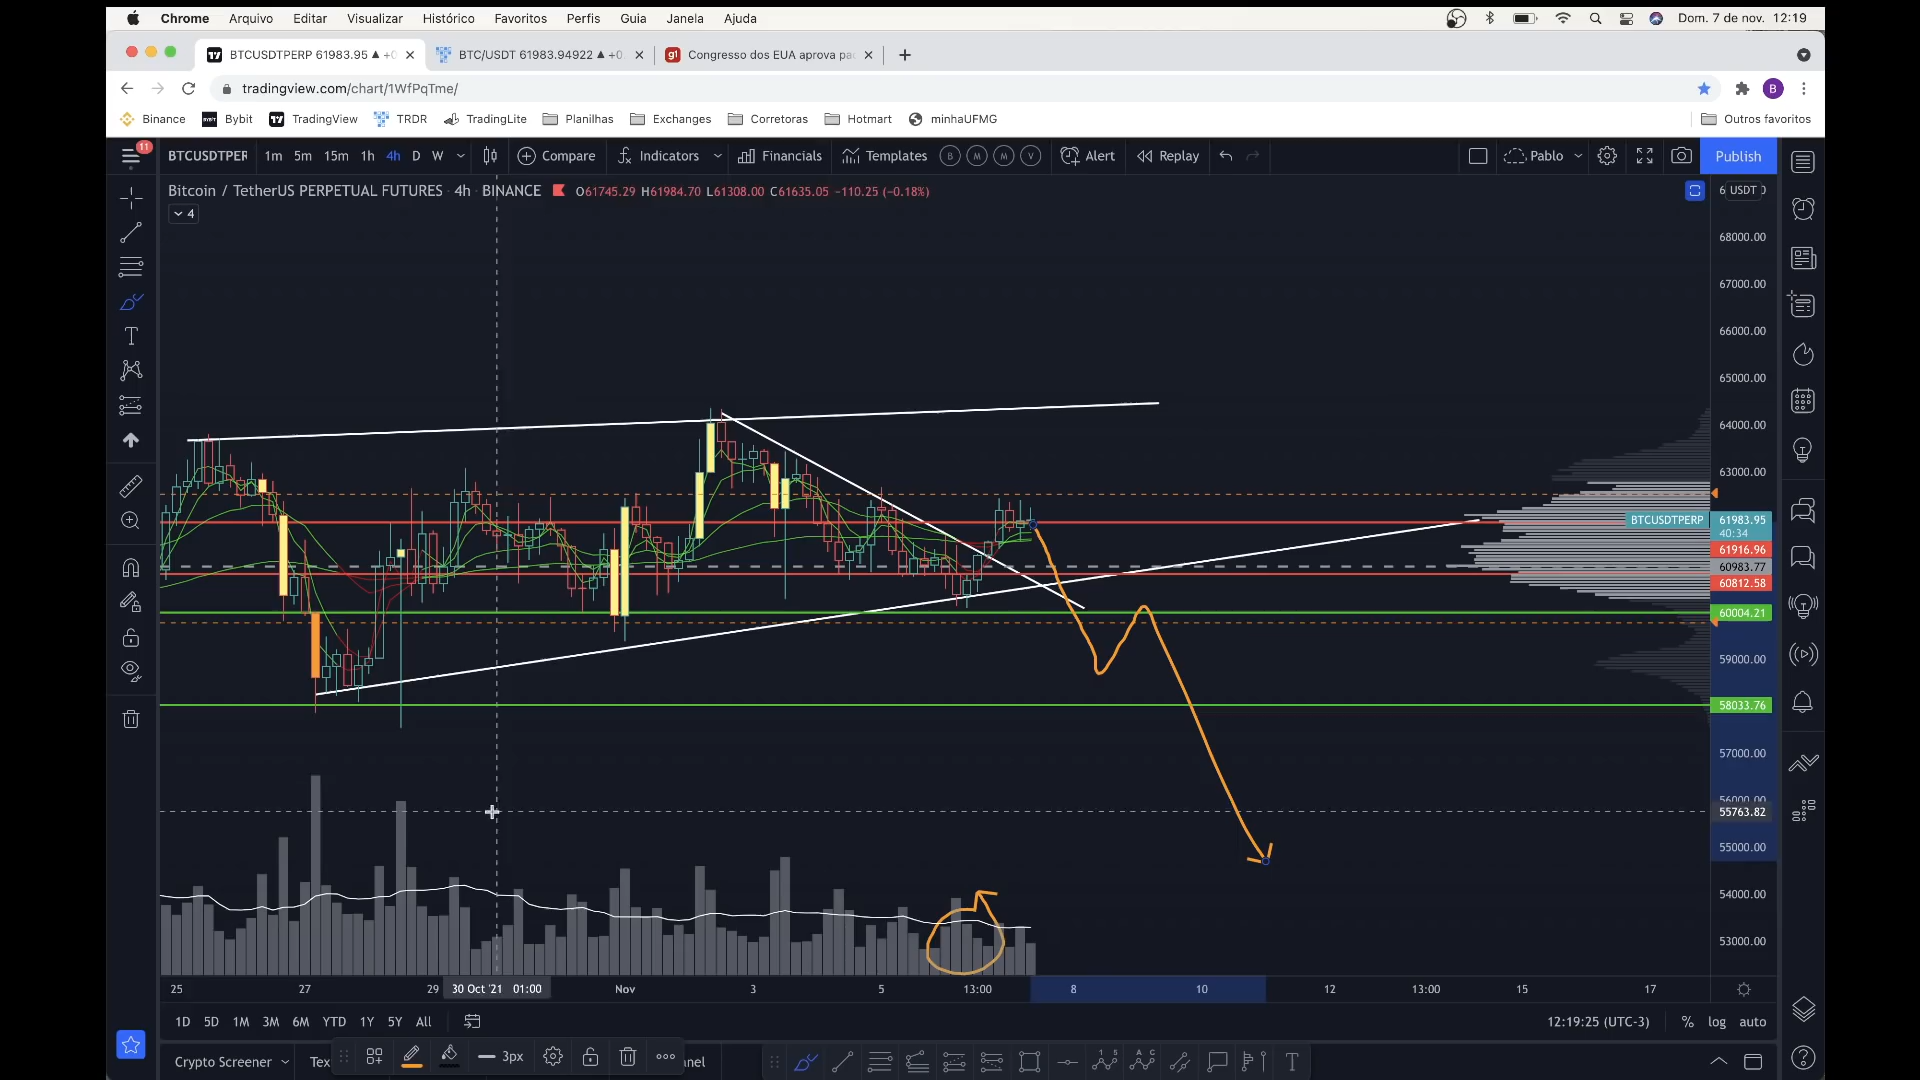 Chrome Arquivo Editar Visualizar Histórico Favoritos Perfis Guia Janela Ajuda Dom. 7 de nov. 12:19
BTCUSDTPERP 61983.95 ▲ +0 BTC/USDT 61983.94922 ▲ +0. g1 Congresso dos EUA aprova pa
tradingview.com/chart/1WfPqTme/ B
Binance Bybit TradingView TRDR TradingLite Planilhas Exchanges Corretoras Hotmart minhaUFMG Outros favoritos
11 BTCUSDTPER 1m 5m 15m 1h 4h D W Compare Indicators Financials Templates B M M V Alert Replay Pablo Publish
Bitcoin / TetherUS PERPETUAL FUTURES 4h BINANCE O61745.29 H61984.70 L61308.00 C61635.05 −110.25 (−0.18%)
USDT
4
68000.00
67000.00
66000.00
65000.00
64000.00
63000.00
BTCUSDTPERP 61983.95
40:34
61916.96
60983.77
60812.58
60004.21
59000.00
58033.76
57000.00
55763.82
55000.00
54000.00
53000.00
25 27 29 30 Oct '21 01:00 Nov 3 5 13:00 8 10 12 13:00 15 17
1D 5D 1M 3M 6M YTD 1Y 5Y All 12:19:25 (UTC-3) % log auto
Crypto Screener Tex 3px nel